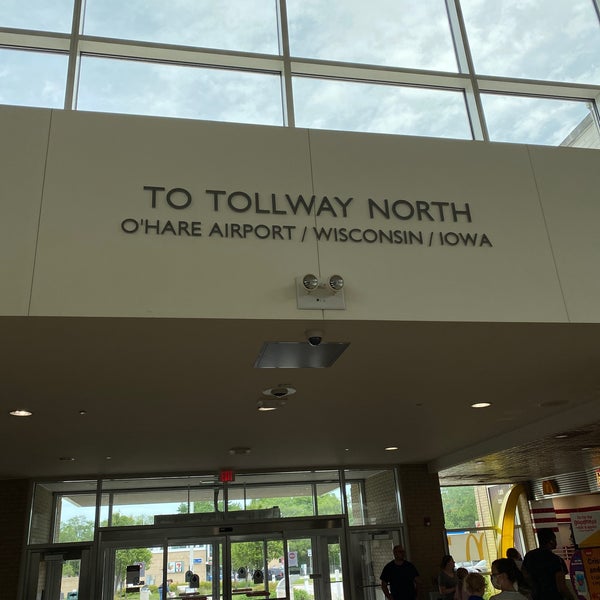 TO TOLLWAY NORTH
O'HARE AIRPORT / WISCONSIN / IOWA